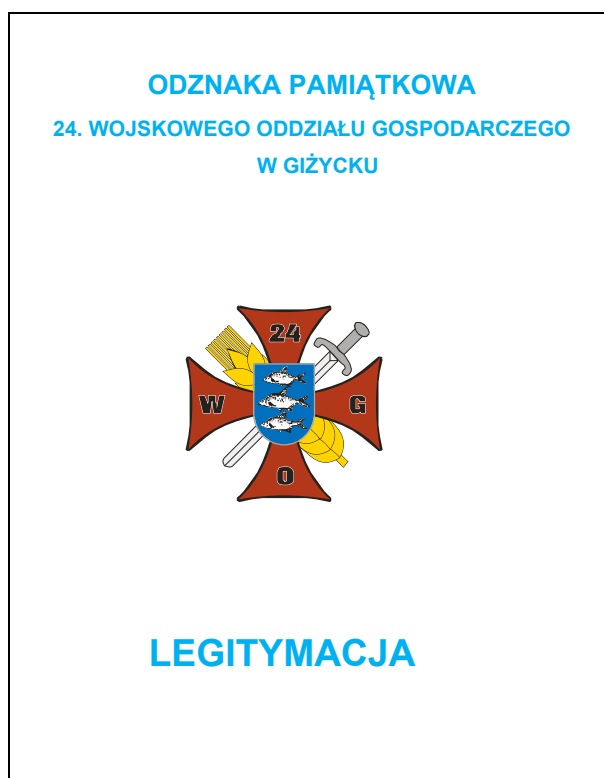 ODZNAKA PAMIĄTKOWA
24. WOJSKOWEGO ODDZIAŁU GOSPODARCZEGO
W GIŻYCKU
24
W G
O
LEGITYMACJA